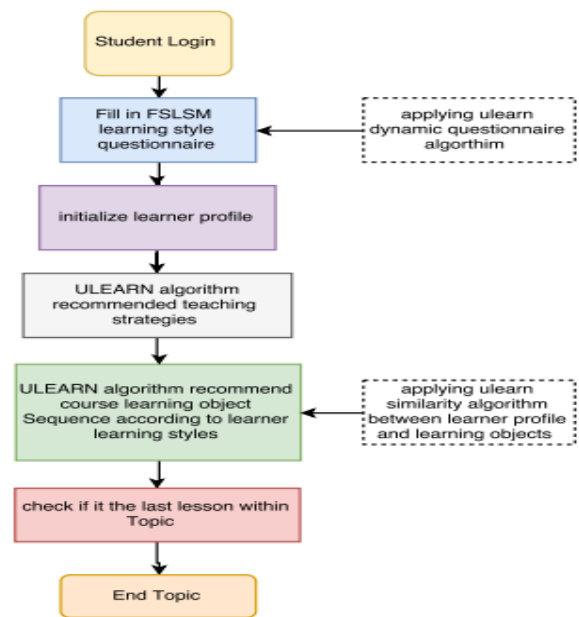 Student Login
Fill in FSLSM
learning style
questionnaire
applying ulearn
dynamic questionnaire
algorthim
initialize learner profile
ULEARN algorithm
recommended teaching
strategies
ULEARN algorithm recommend
course learning object
Sequence according to learner
learning styles
applying ulearn
similarity algorithm
between learner profile
and learning objects
check if it the last lesson within
Topic
End Topic